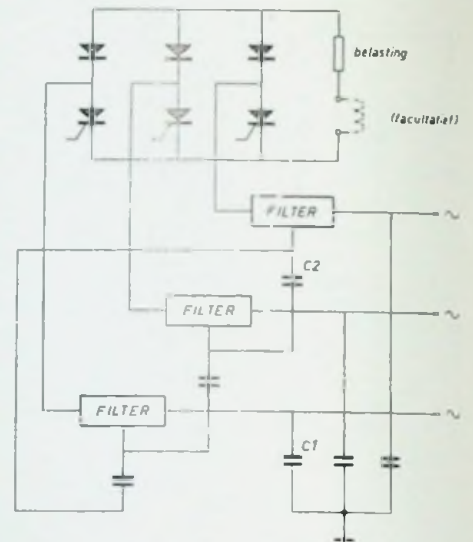 belasting
(facultatief)
FILTER
C2
FILTER
FILTER
C1